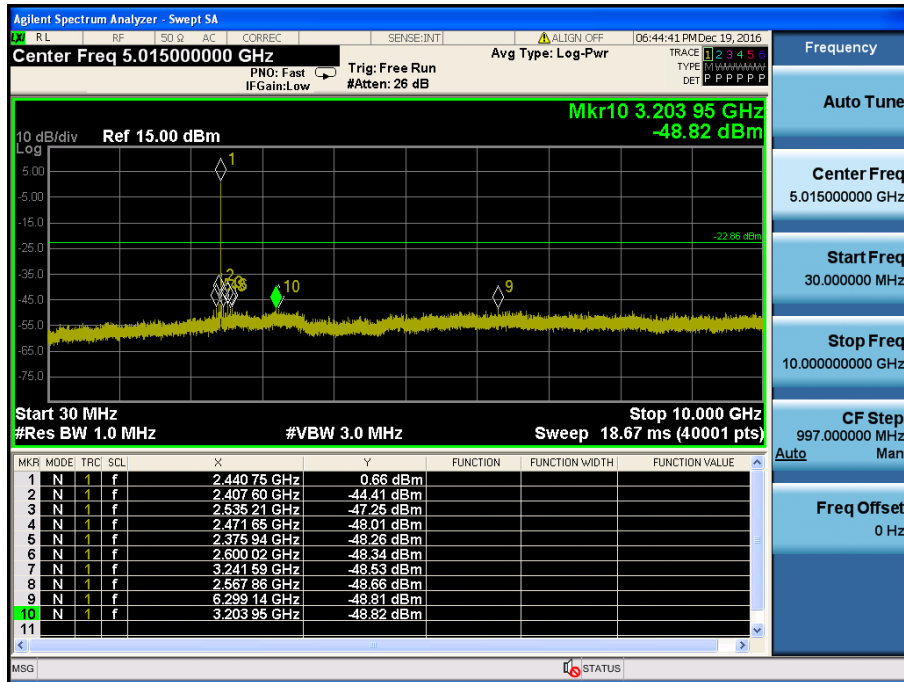 Agilent Spectrum Analyzer - Swept SA
LXI RL RF 50 Ω AC CORREC SENSE:INT ALIGN OFF 06:44:41 PM Dec 19, 2016
Center Freq 5.015000000 GHz
PNO: Fast
IFGain:Low
Trig: Free Run
#Atten: 26 dB
Avg Type: Log-Pwr
TRACE 1 2 3 4 5 6
TYPE M WWWWW
DET P P P P P P
Mkr10 3.203 95 GHz
-48.82 dBm
10 dB/div Ref 15.00 dBm
Log
5.00
-5.00
-15.0
-25.0
-35.0
-45.0
-55.0
-65.0
-75.0
1
-22.86 dBm
2
10
9
Start 30 MHz
Stop 10.000 GHz
#Res BW 1.0 MHz #VBW 3.0 MHz Sweep 18.67 ms (40001 pts)
MKR MODE TRC SCL X Y FUNCTION FUNCTION WIDTH FUNCTION VALUE
1 N 1 f 2.440 75 GHz 0.66 dBm
2 N 1 f 2.407 60 GHz -44.41 dBm
3 N 1 f 2.535 21 GHz -47.25 dBm
4 N 1 f 2.471 65 GHz -48.01 dBm
5 N 1 f 2.375 94 GHz -48.26 dBm
6 N 1 f 2.600 02 GHz -48.34 dBm
7 N 1 f 3.241 59 GHz -48.53 dBm
8 N 1 f 2.567 86 GHz -48.66 dBm
9 N 1 f 6.299 14 GHz -48.81 dBm
10 N 1 f 3.203 95 GHz -48.82 dBm
11
MSG
STATUS
Frequency
Auto Tune
Center Freq
5.015000000 GHz
Start Freq
30.000000 MHz
Stop Freq
10.000000000 GHz
CF Step
997.000000 MHz
Auto Man
Freq Offset
0 Hz